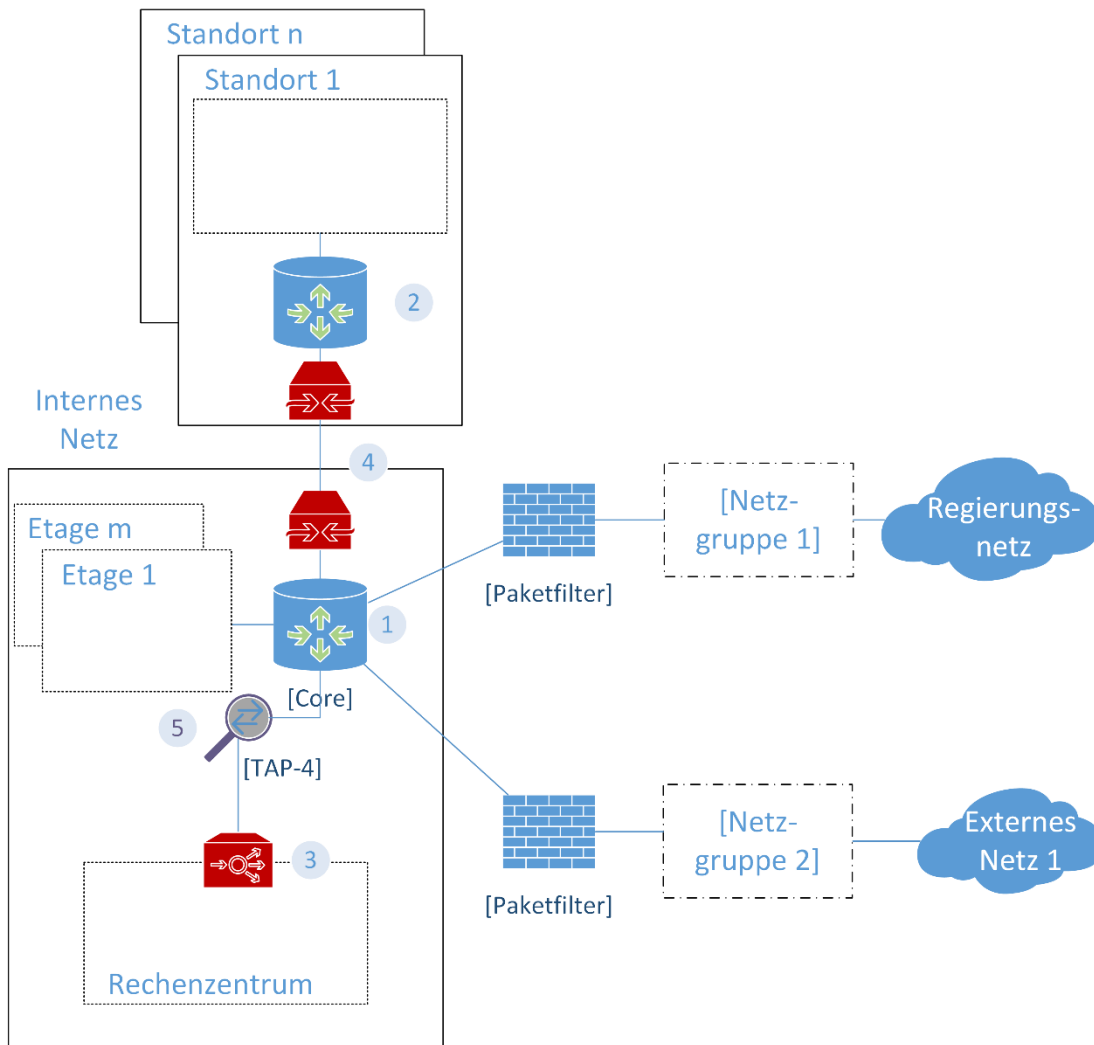 Standort n
Standort 1
2
Internes
Netz
4
Etage m
Etage 1
1
[Core]
5
[TAP-4]
3
Rechenzentrum
[Paketfilter]
[Netz-
gruppe 1]
Regierungs-
netz
[Paketfilter]
[Netz-
gruppe 2]
Externes
Netz 1